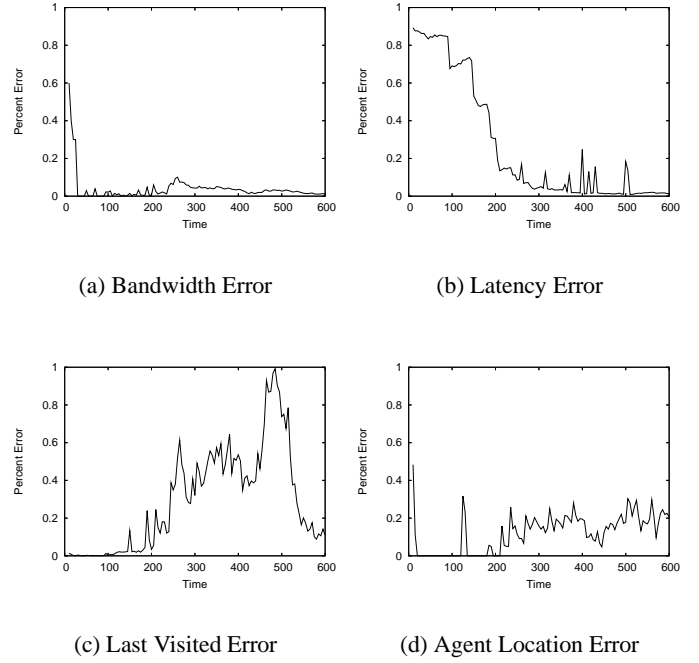 1
0.8
0.6
0.4
0.2
0
0 100 200 300 400 500 600
Percent Error
Time
(a) Bandwidth Error
1
0.8
0.6
0.4
0.2
0
0 100 200 300 400 500 600
Percent Error
Time
(b) Latency Error
1
0.8
0.6
0.4
0.2
0
0 100 200 300 400 500 600
Percent Error
Time
(c) Last Visited Error
1
0.8
0.6
0.4
0.2
0
0 100 200 300 400 500 600
Percent Error
Time
(d) Agent Location Error